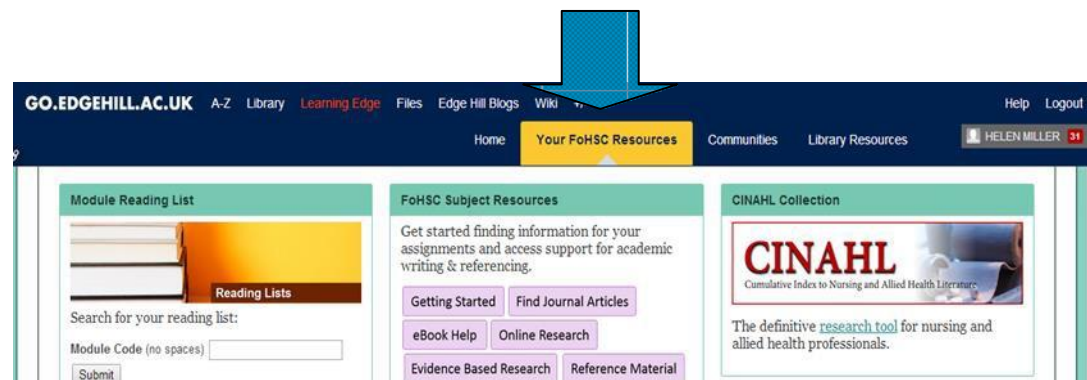 GO.EDGEHILL.AC.UK A-Z Library Learning Edge Files Edge Hill Blogs Wiki Help Logout
Home Your FoHSC Resources Communities Library Resources HELEN MILLER 31
Module Reading List
Reading Lists
Search for your reading list:
Module Code (no spaces)
Submit
FoHSC Subject Resources
Get started finding information for your
assignments and access support for academic
writing & referencing.
Getting Started Find Journal Articles
eBook Help Online Research
Evidence Based Research Reference Material
CINAHL Collection
CINAHL
Cumulative Index to Nursing and Allied Health Literature
The definitive research tool for nursing and
allied health professionals.